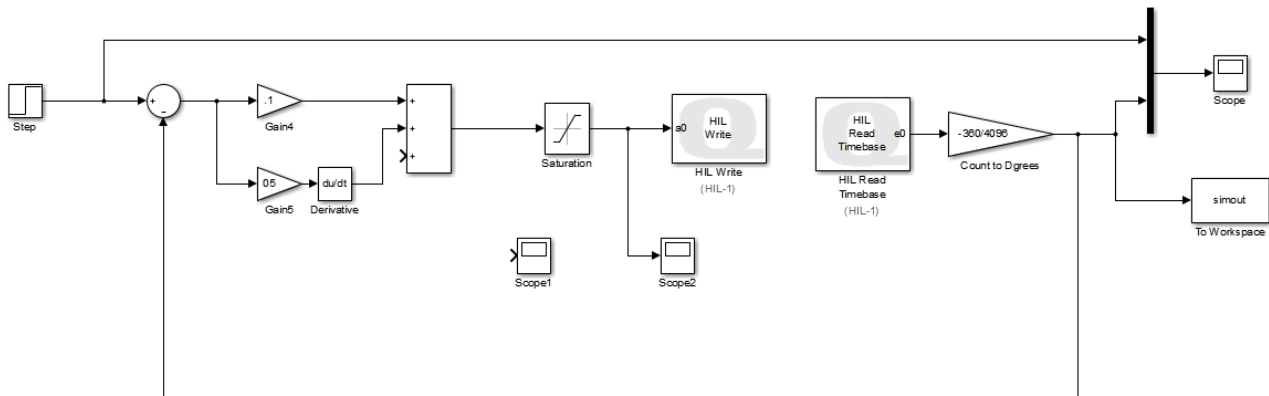 Step
+
-
.1
Gain4
05
Gain5
du/dt
Derivative
+
+
+
Saturation
a0
HIL
Write
HIL Write
(HIL-1)
Scope1
Scope2
HIL
Read
Timebase
e0
HIL Read
Timebase
(HIL-1)
-360/4096
Count to Dgrees
Scope
simout
To Workspace